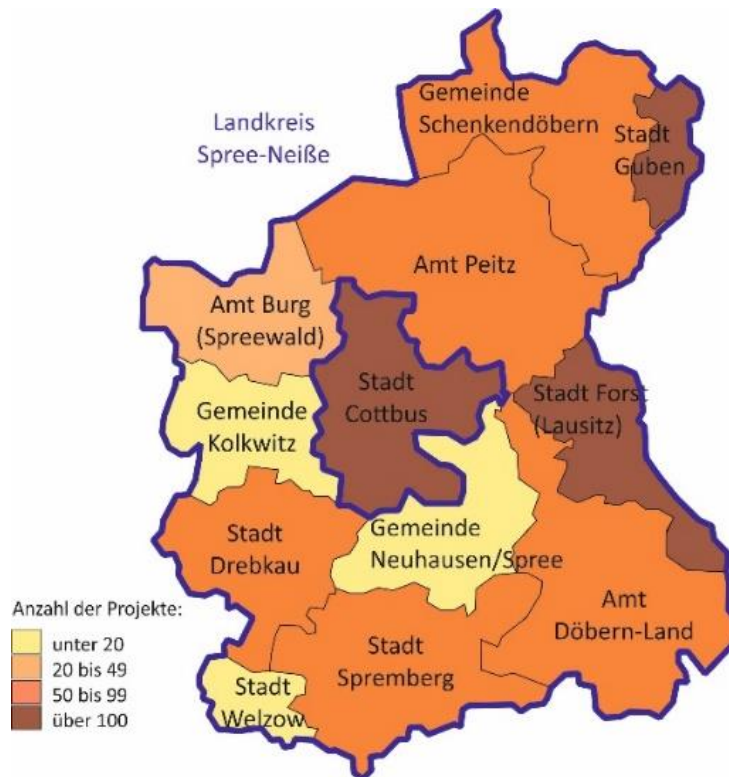 Gemeinde
Schenkendöbern
Stadt
Guben
Landkreis
Spree-Neiße
Amt Peitz
Amt Burg
(Spreewald)
Stadt
Cottbus
Stadt Forst
(Lausitz)
Gemeinde
Kolkwitz
Gemeinde
Neuhausen/Spree
Stadt
Drebkau
Amt
Döbern-Land
Stadt
Spremberg
Stadt
Welzow
Anzahl der Projekte:
unter 20
20 bis 49
50 bis 99
über 100